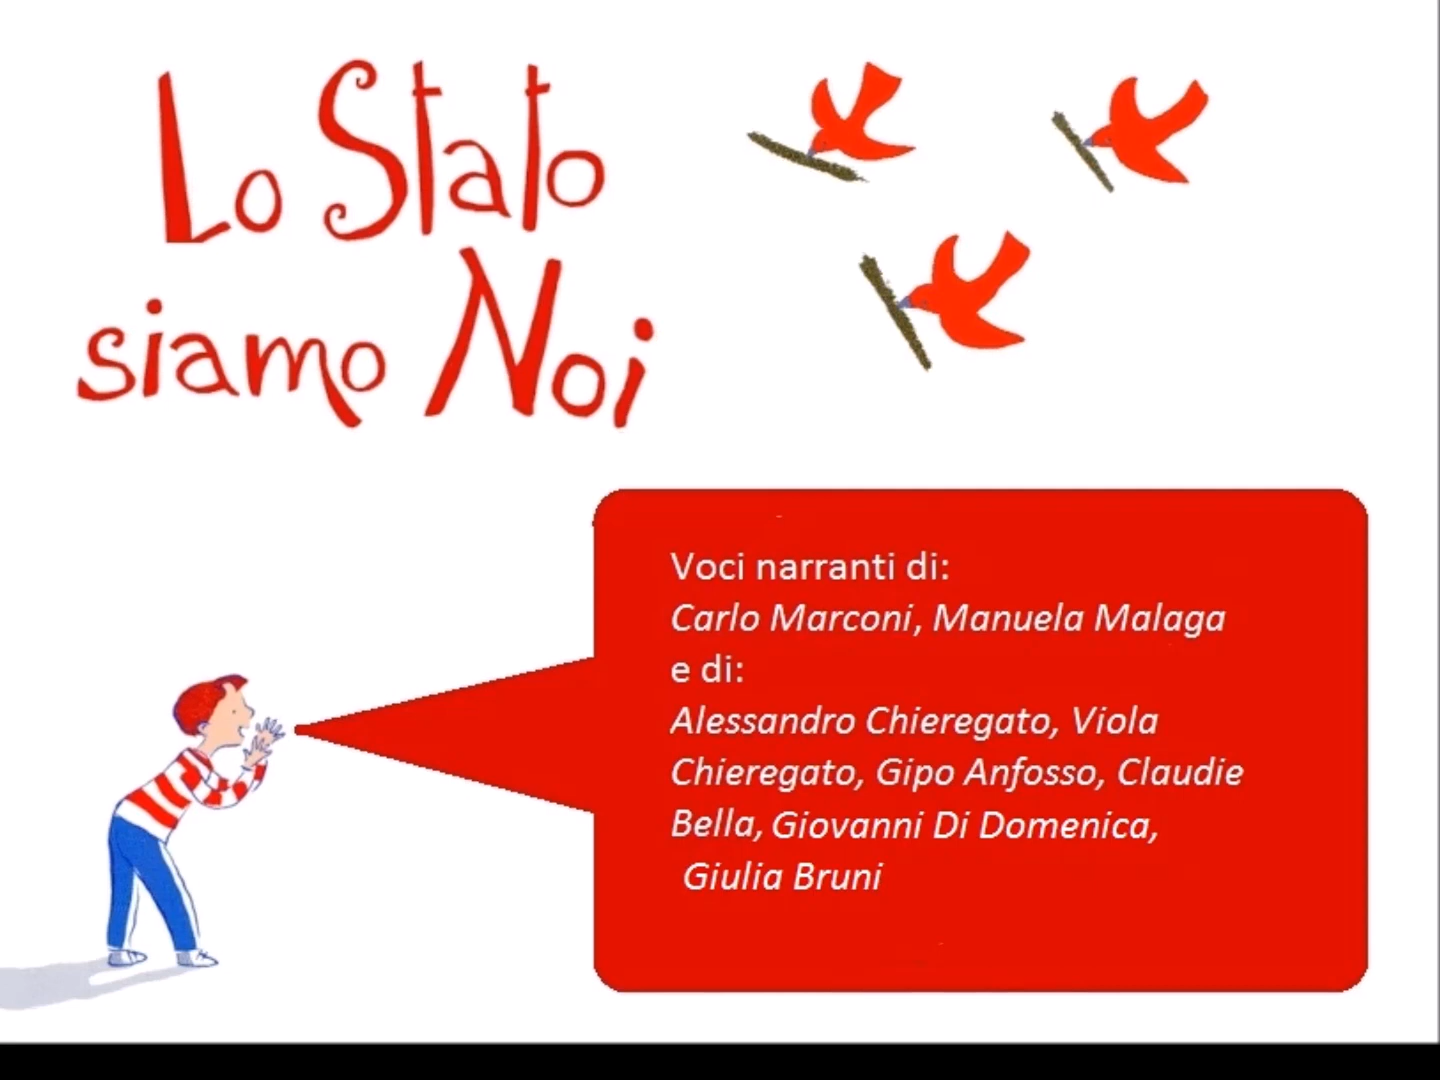 Lo Stato
siamo Noi
Voci narranti di:
Carlo Marconi, Manuela Malaga
e di:
Alessandro Chieregato, Viola
Chieregato, Gipo Anfosso, Claudie
Bella, Giovanni Di Domenica,
Giulia Bruni